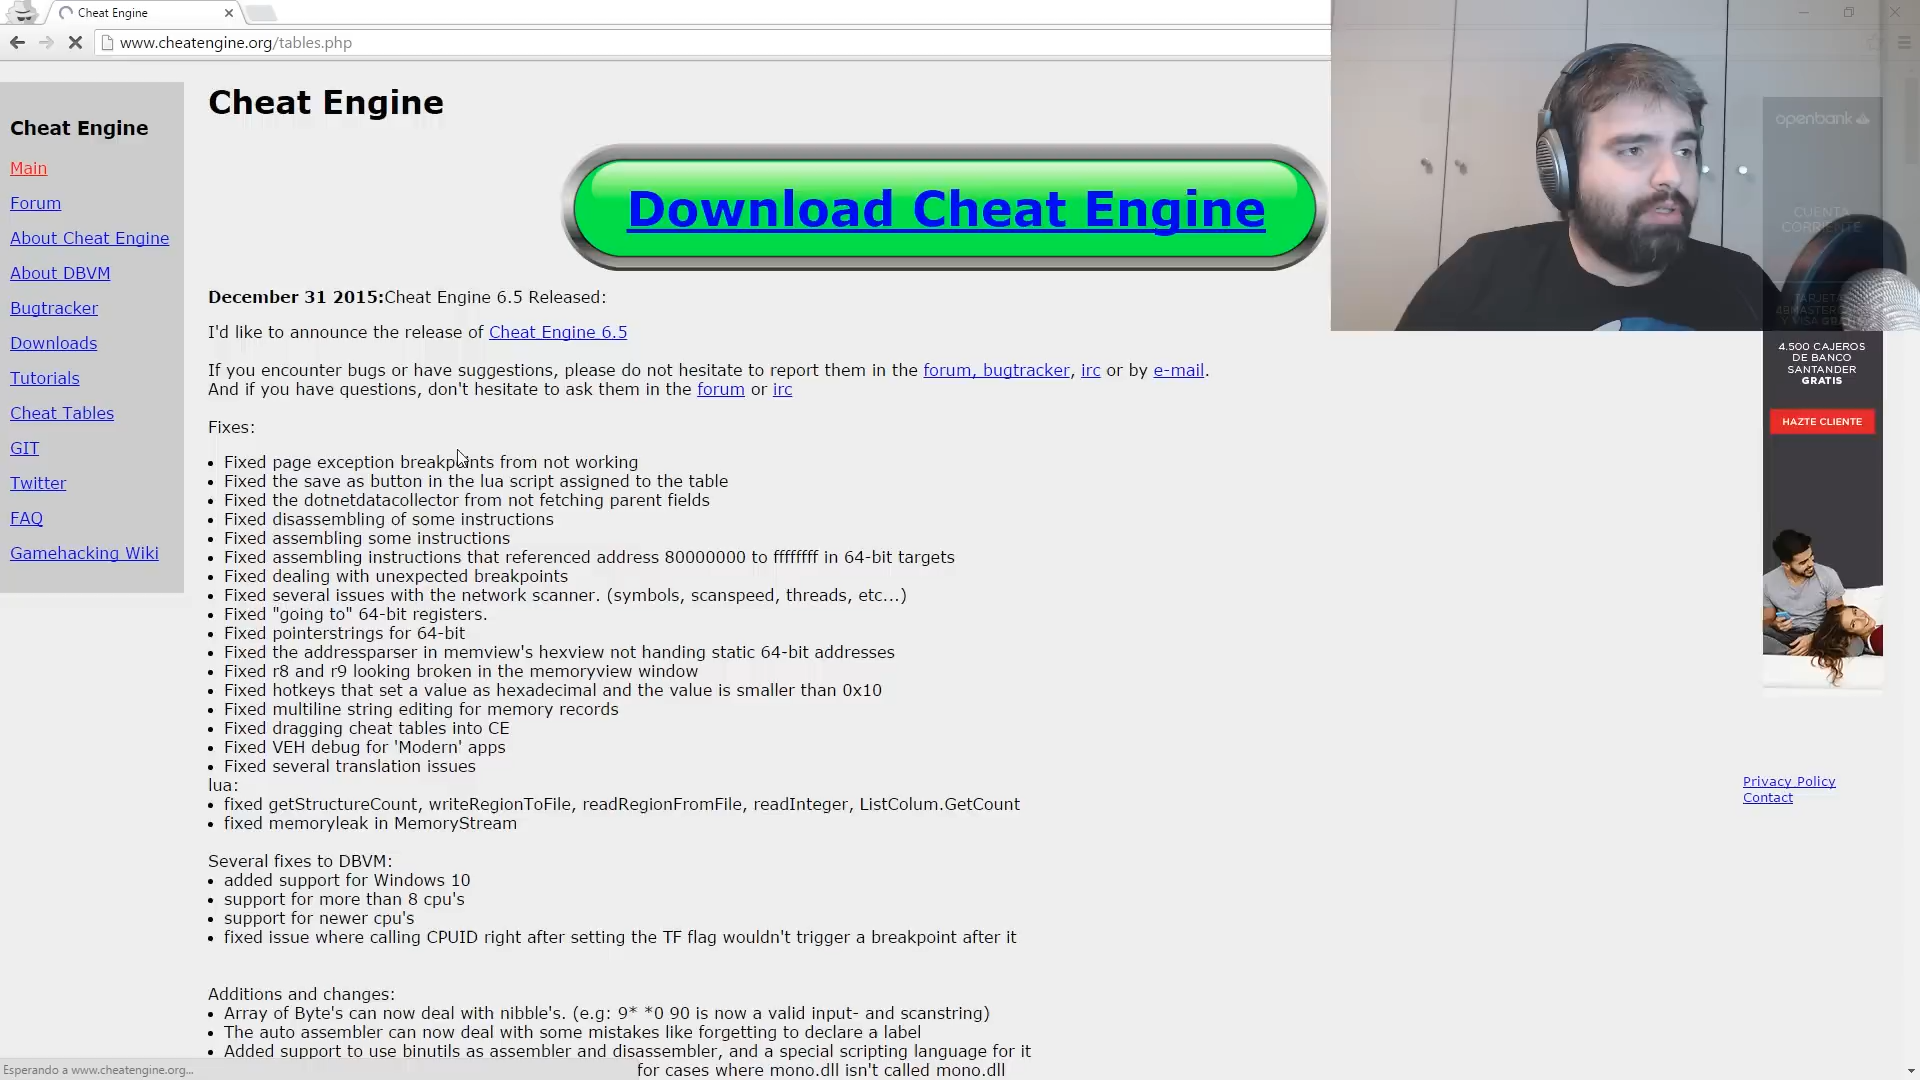 Cheat Engine
www.cheatengine.org/tables.php
Cheat Engine
Main
Forum
About Cheat Engine
About DBVM
Bugtracker
Downloads
Tutorials
Cheat Tables
GIT
Twitter
FAQ
Gamehacking Wiki
Cheat Engine
Download Cheat Engine
December 31 2015:Cheat Engine 6.5 Released:
I'd like to announce the release of Cheat Engine 6.5
If you encounter bugs or have suggestions, please do not hesitate to report them in the forum, bugtracker, irc or by e-mail.
And if you have questions, don't hesitate to ask them in the forum or irc
Fixes:
• Fixed page exception breakpoints from not working
• Fixed the save as button in the lua script assigned to the table
• Fixed the dotnetdatacollector from not fetching parent fields
• Fixed disassembling of some instructions
• Fixed assembling some instructions
• Fixed assembling instructions that referenced address 80000000 to ffffffff in 64-bit targets
• Fixed dealing with unexpected breakpoints
• Fixed several issues with the network scanner. (symbols, scanspeed, threads, etc...)
• Fixed "going to" 64-bit registers.
• Fixed pointerstrings for 64-bit
• Fixed the addressparser in memview's hexview not handing static 64-bit addresses
• Fixed r8 and r9 looking broken in the memoryview window
• Fixed hotkeys that set a value as hexadecimal and the value is smaller than 0x10
• Fixed multiline string editing for memory records
• Fixed dragging cheat tables into CE
• Fixed VEH debug for 'Modern' apps
• Fixed several translation issues
lua:
• fixed getStructureCount, writeRegionToFile, readRegionFromFile, readInteger, ListColum.GetCount
• fixed memoryleak in MemoryStream
Several fixes to DBVM:
• added support for Windows 10
• support for more than 8 cpu's
• support for newer cpu's
• fixed issue where calling CPUID right after setting the TF flag wouldn't trigger a breakpoint after it
Additions and changes:
• Array of Byte's can now deal with nibble's. (e.g: 9* *0 90 is now a valid input- and scanstring)
• The auto assembler can now deal with some mistakes like forgetting to declare a label
• Added support to use binutils as assembler and disassembler, and a special scripting language for it
for cases where mono.dll isn't called mono.dll
Esperando a www.cheatengine.org...
openbank
CUENTA
CORRIENTE
4.500 CAJEROS
DE BANCO
SANTANDER
GRATIS
HAZTE CLIENTE
Privacy Policy
Contact